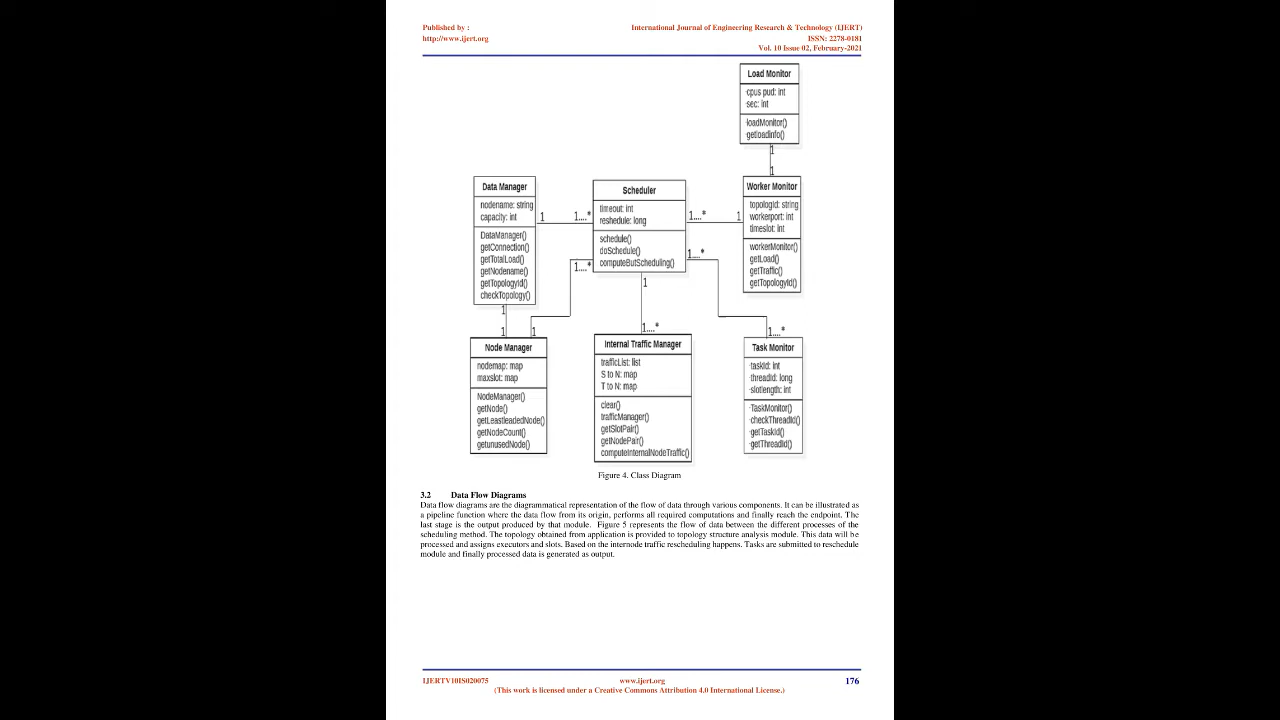 Published by :
http://www.ijert.org
International Journal of Engineering Research & Technology (IJERT)
ISSN: 2278-0181
Vol. 10 Issue 02, February-2021
Load Monitor
-cpus pud: int
-sec: int
-loadMonitor()
-getloadinfo()
1
1
Data Manager
nodename: string
capacity: int
DataManager()
getConnection()
getTotalLoad()
getNodename()
getTopologyId()
checkTopology()
1
1....*
Scheduler
timeout: int
reshedule: long
schedule()
doSchedule()
computeButScheduling()
1....*
1
Worker Monitor
topologId: string
workerport: int
timeslot: int
workerMonitor()
getLoad()
getTraffic()
getTopologyId()
1....*
1....*
1
1
1
1
1....*
1....*
Node Manager
nodemap: map
maxslot: map
NodeManager()
getNode()
getLeastleadedNode()
getNodeCount()
getunusedNode()
Internal Traffic Manager
trafficList: list
S to N: map
T to N: map
clear()
trafficManager()
getSlotPair()
getNodePair()
computeInternalNodeTraffic()
Task Monitor
-taskId: int
-threadId: long
-slotlength: int
-TaskMonitor()
-checkThreadId()
-getTaskId()
-getThreadId()
Figure 4. Class Diagram
3.2 Data Flow Diagrams
Data flow diagrams are the diagrammatical representation of the flow of data through various components. It can be illustrated as
a pipeline function where the data flow from its origin, performs all required computations and finally reach the endpoint. The
last stage is the output produced by that module. Figure 5 represents the flow of data between the different processes of the
scheduling method. The topology obtained from application is provided to topology structure analysis module. This data will be
processed and assigns executors and slots. Based on the internode traffic rescheduling happens. Tasks are submitted to reschedule
module and finally processed data is generated as output.
IJERTV10IS020075
www.ijert.org
176
(This work is licensed under a Creative Commons Attribution 4.0 International License.)